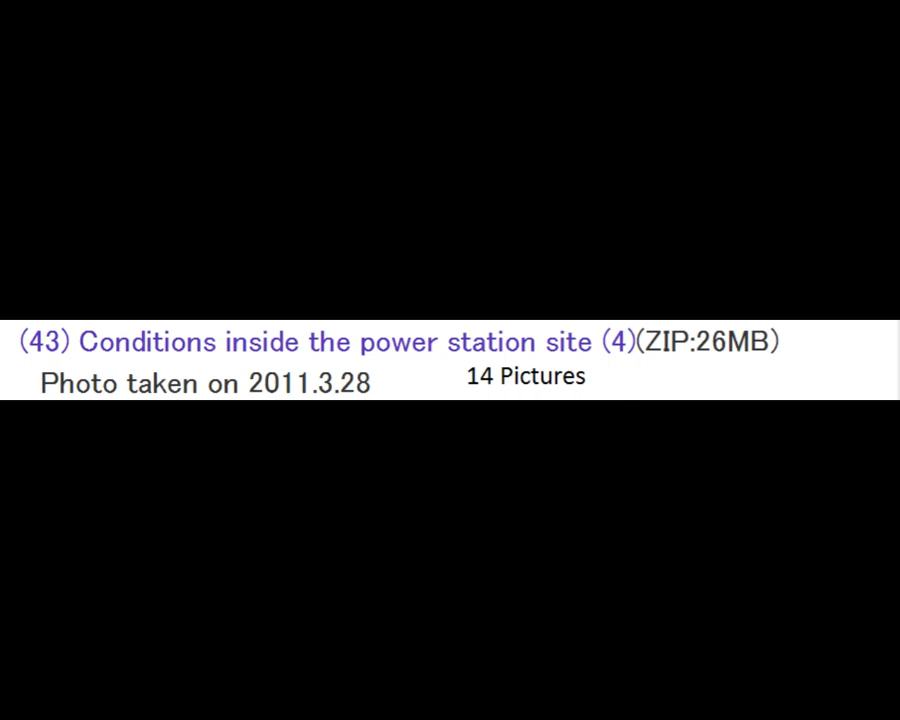 (43) Conditions inside the power station site (4)(ZIP:26MB)
Photo taken on 2011.3.28 14 Pictures